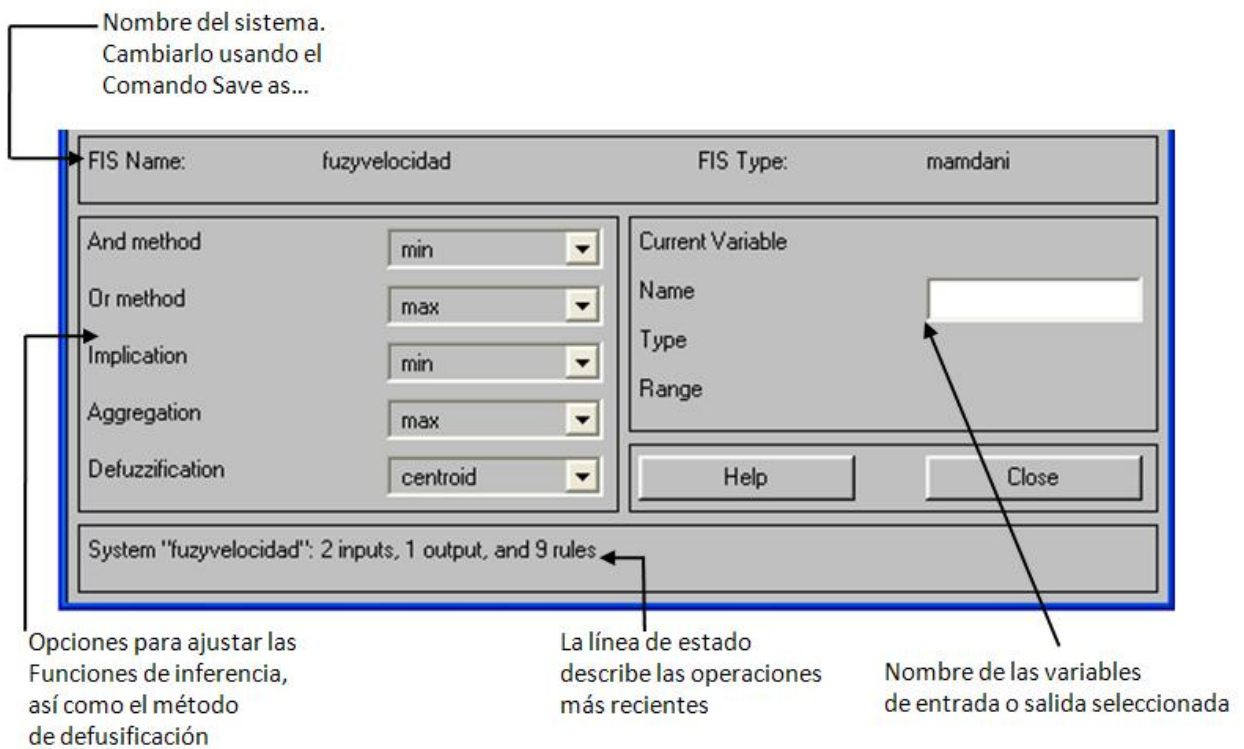 Nombre del sistema.
Cambiarlo usando el
Comando Save as...
FIS Name: fuzyvelocidad FIS Type: mamdani
And method min
Or method max
Implication min
Aggregation max
Defuzzification centroid
Current Variable
Name
Type
Range
Help Close
System "fuzyvelocidad": 2 inputs, 1 output, and 9 rules
Opciones para ajustar las
Funciones de inferencia,
así como el método
de defusificación
La línea de estado
describe las operaciones
más recientes
Nombre de las variables
de entrada o salida seleccionada